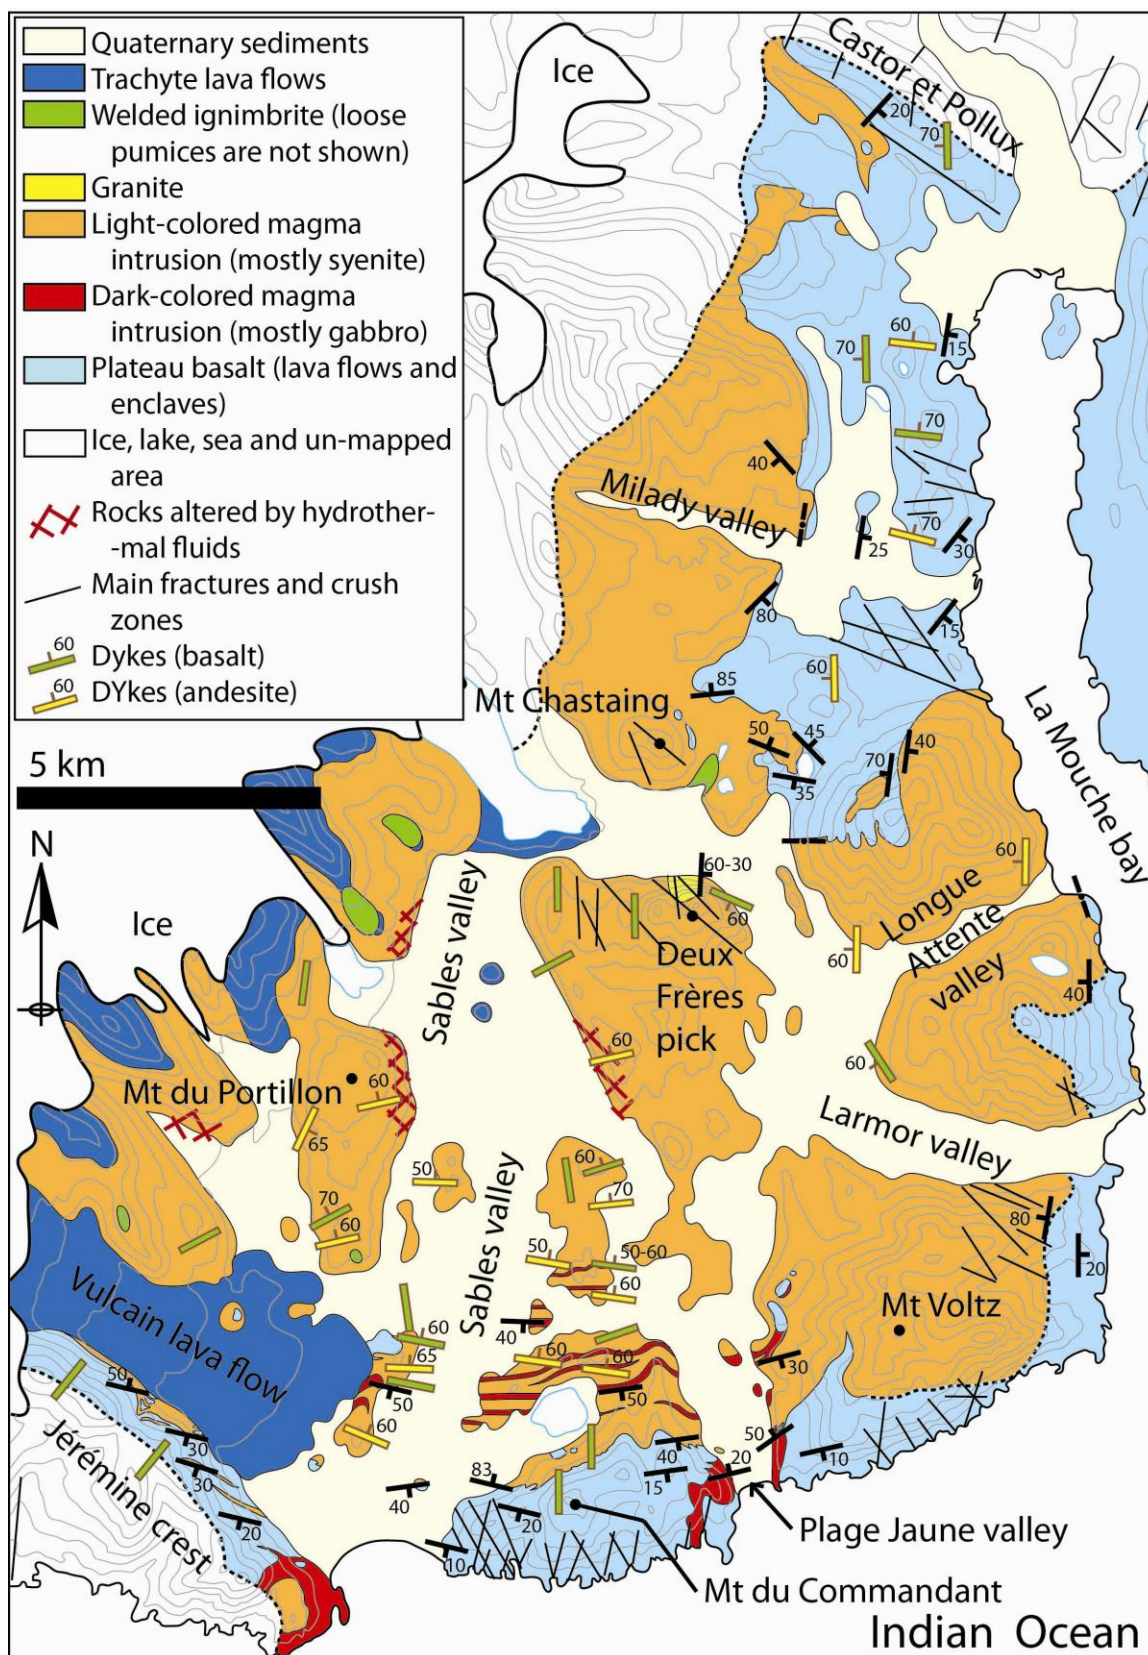 Quaternary sediments
Trachyte lava flows
Welded ignimbrite (loose
pumices are not shown)
Granite
Light-colored magma
intrusion (mostly syenite)
Dark-colored magma
intrusion (mostly gabbro)
Plateau basalt (lava flows and
enclaves)
Ice, lake, sea and un-mapped
area
Rocks altered by hydrother-
-mal fluids
Main fractures and crush
zones
60
Dykes (basalt)
60
DYkes (andesite)
5 km
N
Ice
Castor et Pollux
20
70
60
70
15
70
40
Milady valley
70
25
30
80
15
60
85
Mt Chastaing
50
45
40
70
35
La Mouche bay
60-30
60
60
Longue
Attente
valley
60
Ice
Sables valley
Deux
Frères
pick
40
60
60
Mt du Portillon
60
65
Larmor valley
50
60
70
70
60
Sables valley
50
50-60
60
80
20
Vulcain lava flow
40
Mt Voltz
60
65
60
60
30
50
50
50
60
50
30
30
40
20
10
83
40
15
20
20
10
Jérémine crest
Plage Jaune valley
Mt du Commandant
Indian Ocean